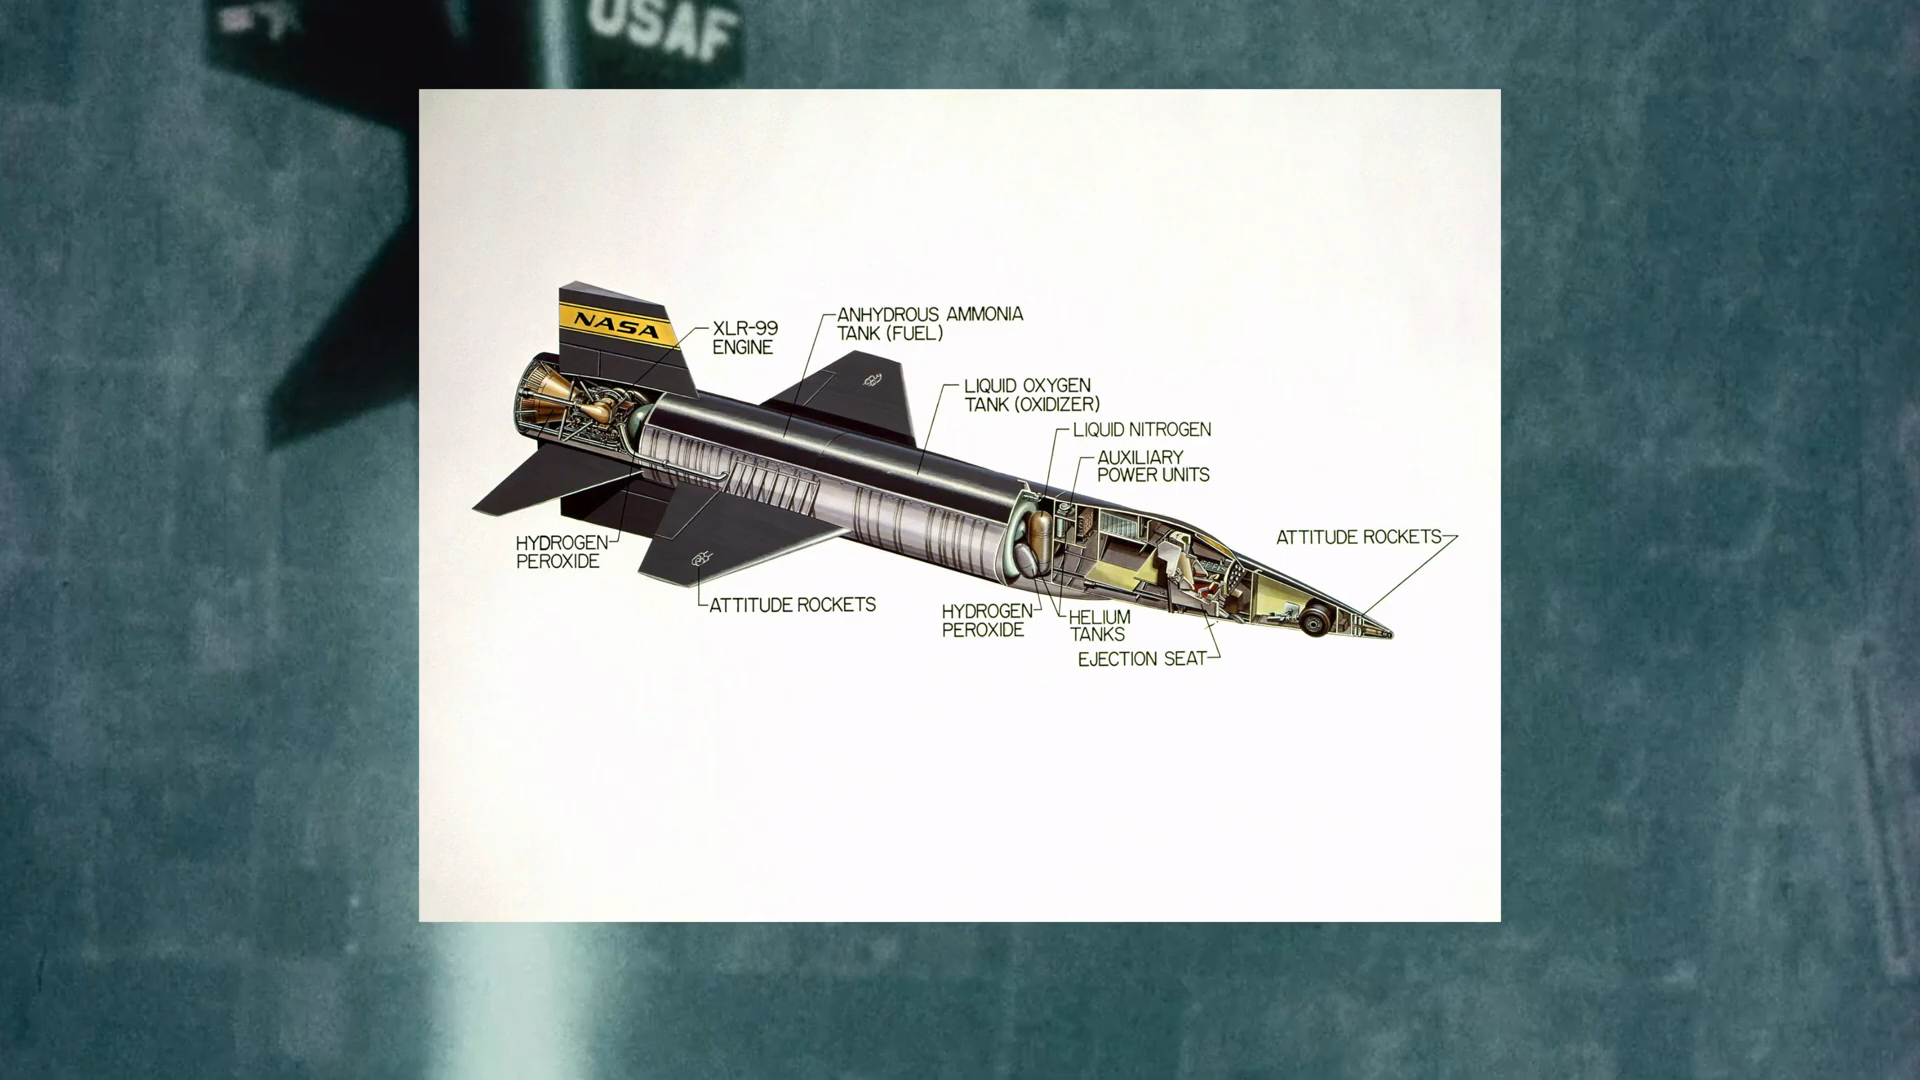 USAF
NASA
XLR-99
ENGINE
ANHYDROUS AMMONIA
TANK (FUEL)
LIQUID OXYGEN
TANK (OXIDIZER)
LIQUID NITROGEN
AUXILIARY
POWER UNITS
ATTITUDE ROCKETS
HYDROGEN
PEROXIDE
ATTITUDE ROCKETS
HYDROGEN
PEROXIDE
HELIUM
TANKS
EJECTION SEAT